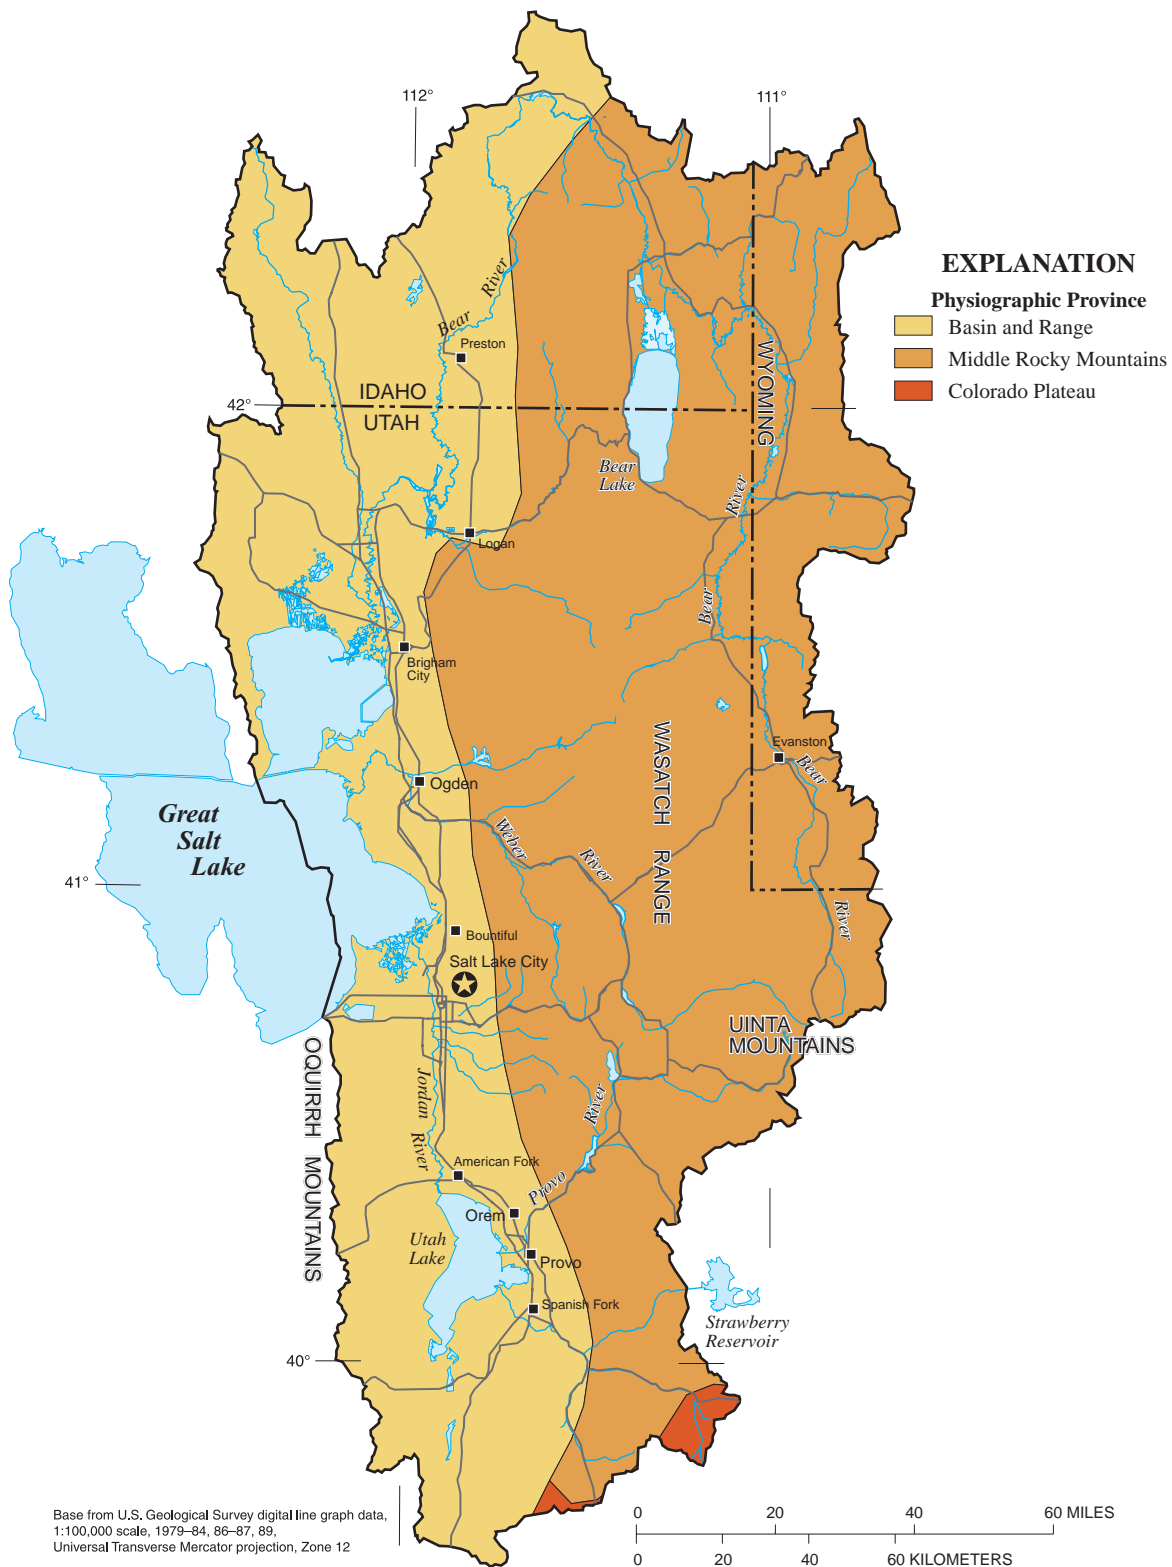 112°
111°
EXPLANATION
Physiographic Province
Basin and Range
Middle Rocky Mountains
Colorado Plateau
Bear
River
Preston
IDAHO
UTAH
42°
WYOMING
Bear
Lake
River
Logan
Bear
Brigham
City
WASATCH RANGE
Evanston
Bear
Ogden
Great
Salt
Lake
Weber
River
41°
River
Bountiful
Salt Lake City
UINTA
MOUNTAINS
OQUIRRH MOUNTAINS
Jordan
River
River
American Fork
Provo
Orem
Utah
Lake
Provo
Spanish Fork
Strawberry
Reservoir
40°
Base from U.S. Geological Survey digital line graph data,
1:100,000 scale, 1979–84, 86–87, 89,
Universal Transverse Mercator projection, Zone 12
0 20 40 60 MILES
0 20 40 60 KILOMETERS